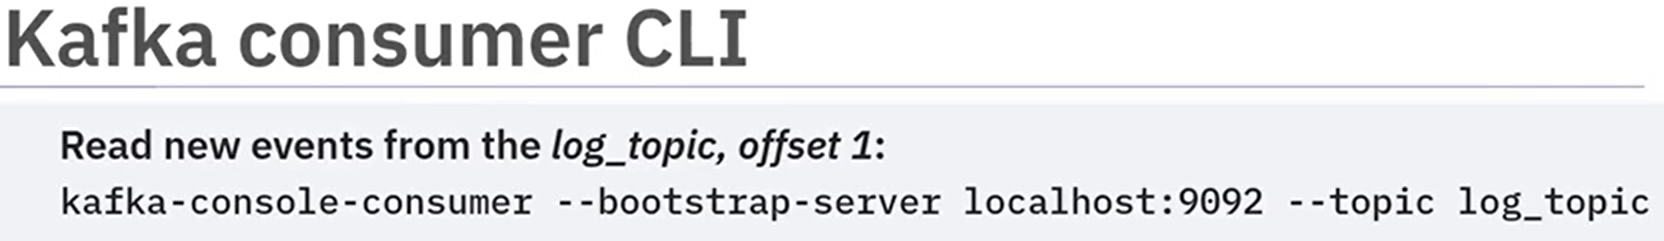 Kafka consumer CLI
Read new events from the log_topic, offset 1:
kafka-console-consumer --bootstrap-server localhost:9092 --topic log_topic